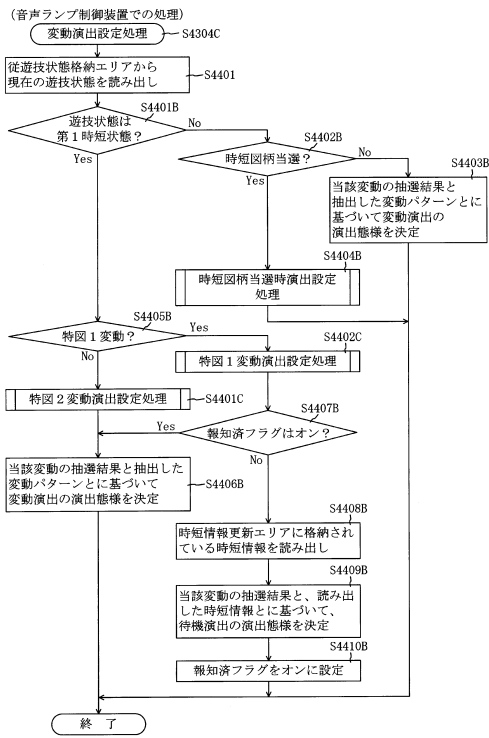 (音声ランプ制御装置での処理)
変動演出設定処理
S4304C
従遊技状態格納エリアから
現在の遊技状態を読み出し
S4401
遊技状態は
第1時短状態?
S4401B
No
Yes
時短図柄当選?
S4402B
No
Yes
当該変動の抽選結果と
抽出した変動パターンとに
基づいて変動演出の
演出態様を決定
S4403B
時短図柄当選時演出設定
処理
S4404B
特図1変動?
S4405B
Yes
No
特図1変動演出設定処理
S4402C
特図2変動演出設定処理
S4401C
報知済フラグはオン?
S4407B
Yes
No
当該変動の抽選結果と抽出した
変動パターンとに基づいて
変動演出の演出態様を決定
S4406B
時短情報更新エリアに格納され
ている時短情報を読み出し
S4408B
当該変動の抽選結果と、読み出
した時短情報とに基づいて、
待機演出の演出態様を決定
S4409B
報知済フラグをオンに設定
S4410B
終 了